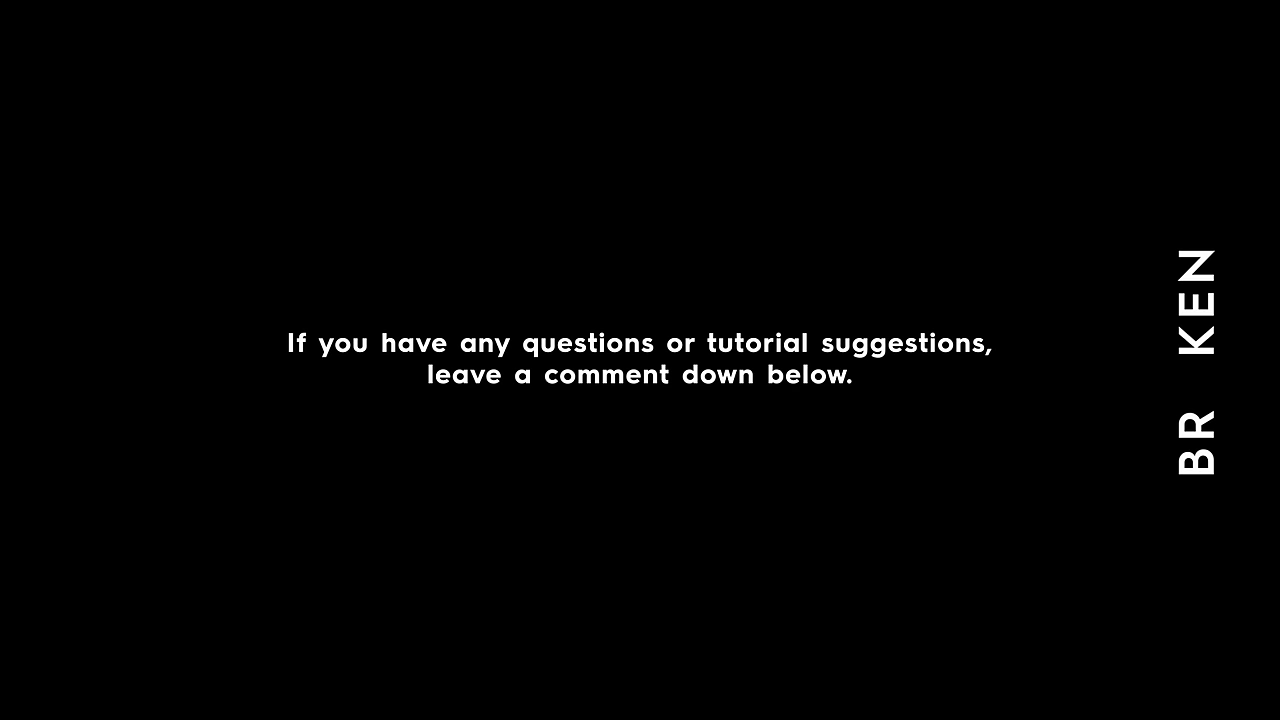 If you have any questions or tutorial suggestions,
leave a comment down below.
BR KEN